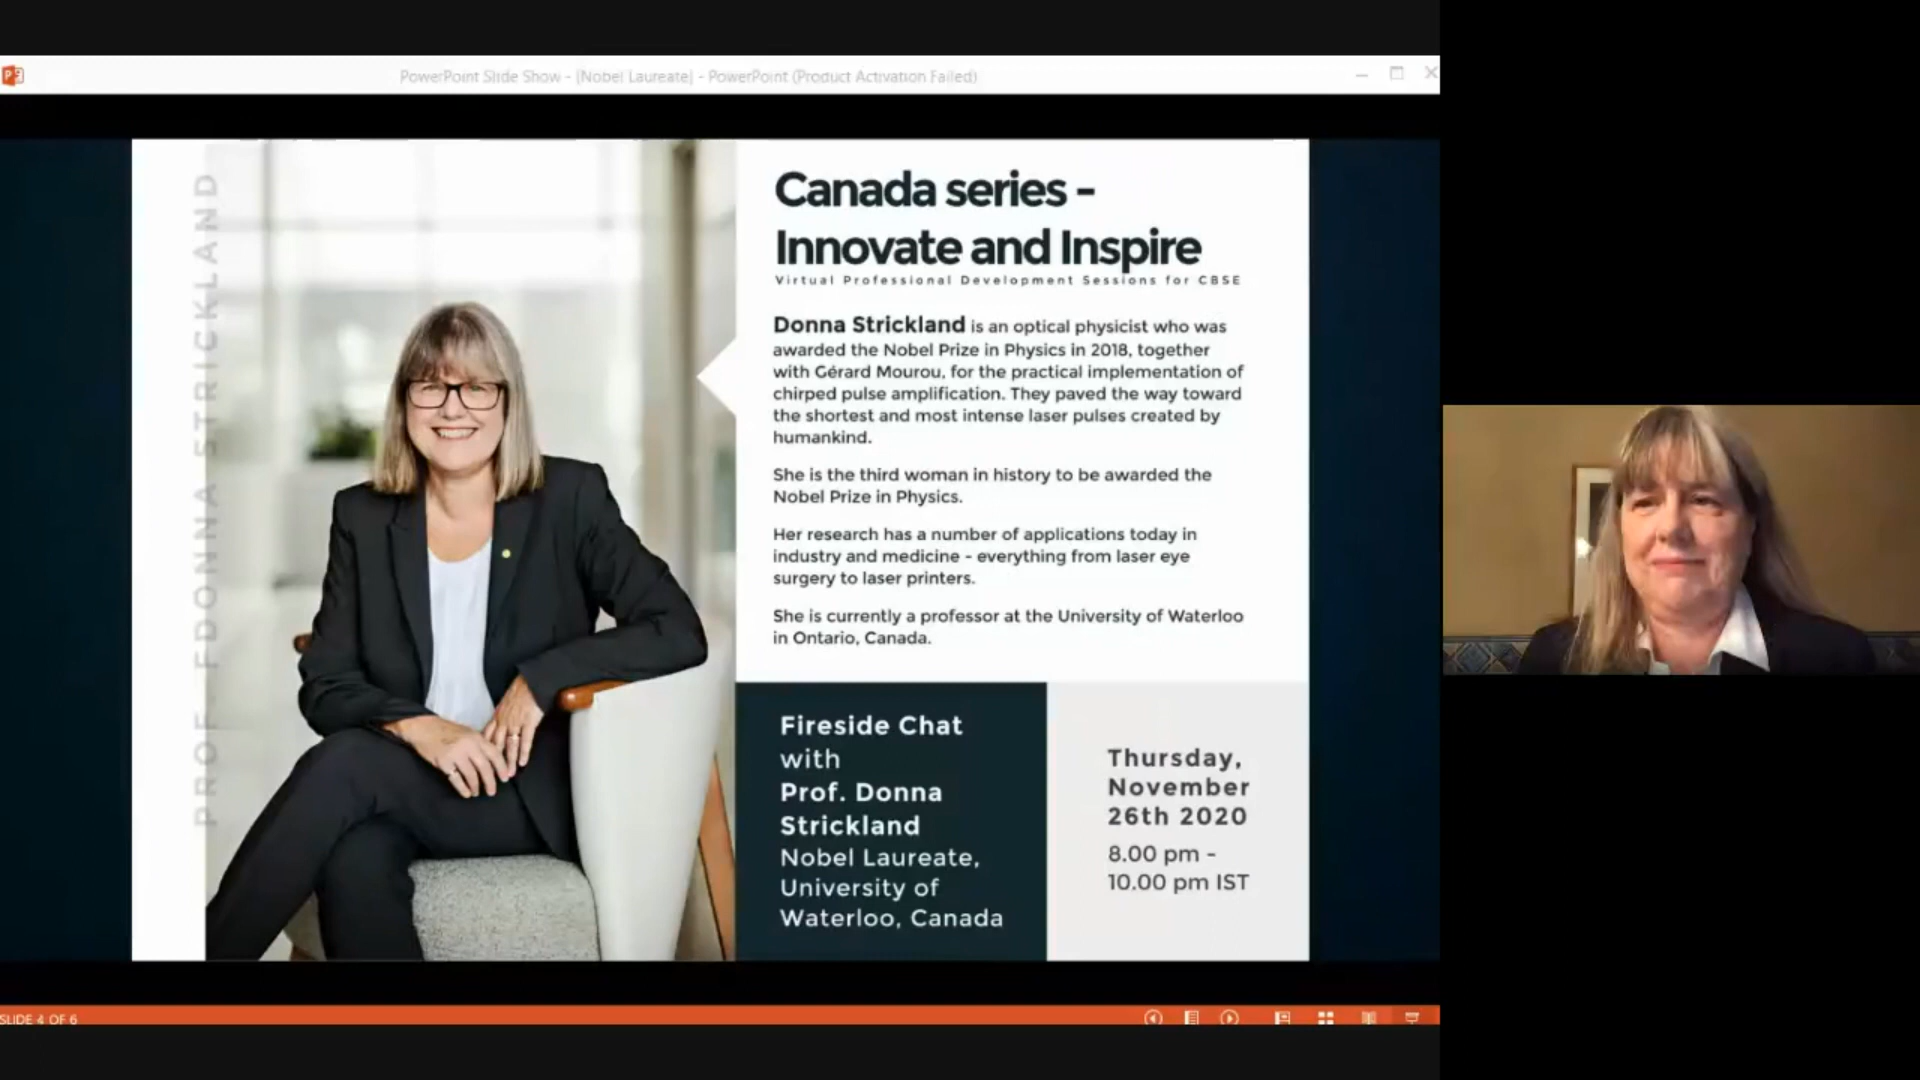 PowerPoint Slide Show - [Nobel Laureate] - PowerPoint (Product Activation Failed)
PROF. FDONNA STRICKLAND
Canada series -
Innovate and Inspire
Virtual Professional Development Sessions for CBSE
Donna Strickland is an optical physicist who was
awarded the Nobel Prize in Physics in 2018, together
with Gérard Mourou, for the practical implementation of
chirped pulse amplification. They paved the way toward
the shortest and most intense laser pulses created by
humankind.
She is the third woman in history to be awarded the
Nobel Prize in Physics.
Her research has a number of applications today in
industry and medicine - everything from laser eye
surgery to laser printers.
She is currently a professor at the University of Waterloo
in Ontario, Canada.
Fireside Chat
with
Prof. Donna
Strickland
Nobel Laureate,
University of
Waterloo, Canada
Thursday,
November
26th 2020
8.00 pm -
10.00 pm IST
SLIDE 4 OF 6